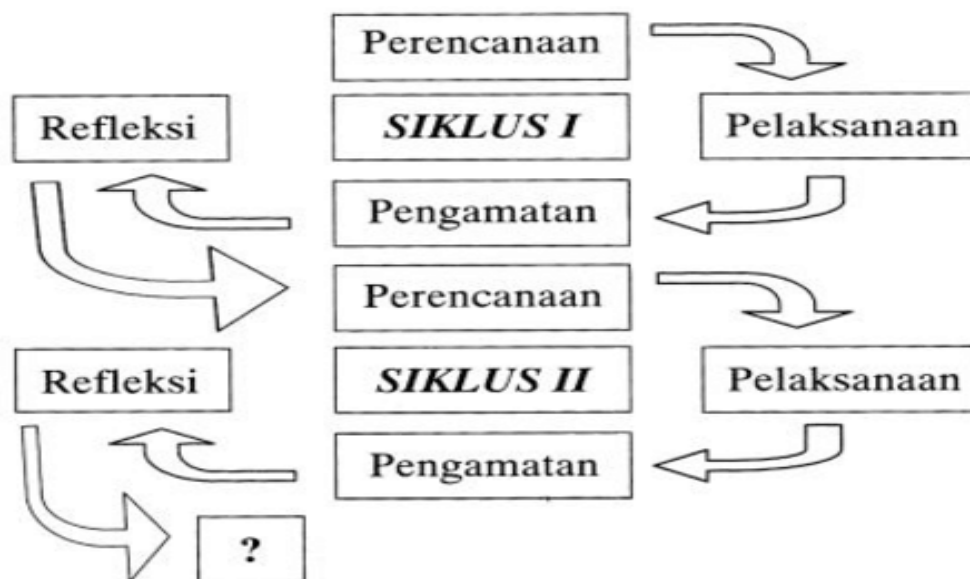 Perencanaan
Refleksi
SIKLUS I
Pelaksanaan
Pengamatan
Perencanaan
Refleksi
SIKLUS II
Pelaksanaan
Pengamatan
?